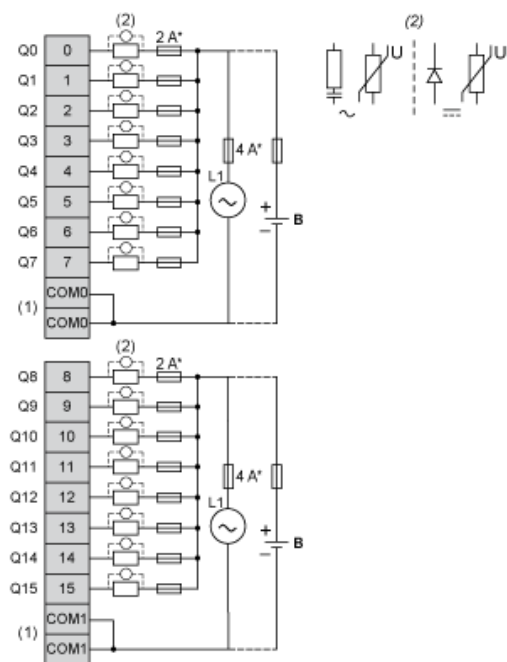 (2)
(2)
Q0 0 2 A* U U
Q1 1
Q2 2
Q3 3
Q4 4 4 A*
Q5 5 L1
Q6 6 + B
Q7 7 −
COM0
(1)
COM0
(2)
Q8 8 2 A*
Q9 9
Q10 10
Q11 11
Q12 12 4 A*
Q13 13 L1
Q14 14 + B
Q15 15 −
COM1
(1)
COM1